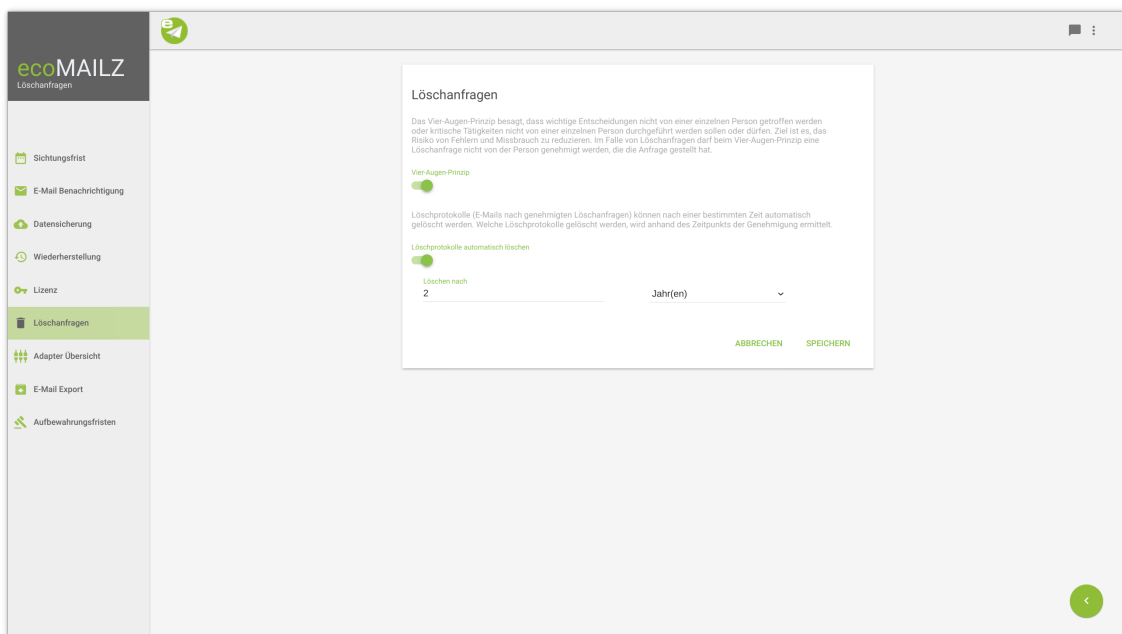 ecoMAILZ
Löschanfragen
Sichtungsfrist
E-Mail Benachrichtigung
Datensicherung
Wiederherstellung
Lizenz
Löschanfragen
Adapter Übersicht
E-Mail Export
Aufbewahrungsfristen
e
Löschanfragen
Das Vier-Augen-Prinzip besagt, dass wichtige Entscheidungen nicht von einer einzelnen Person getroffen werden
oder kritische Tätigkeiten nicht von einer einzelnen Person durchgeführt werden sollen oder dürfen. Ziel ist es, das
Risiko von Fehlern und Missbrauch zu reduzieren. Im Falle von Löschanfragen darf beim Vier-Augen-Prinzip eine
Löschanfrage nicht von der Person genehmigt werden, die die Anfrage gestellt hat.
Vier-Augen-Prinzip
Löschprotokolle (E-Mails nach genehmigten Löschanfragen) können nach einer bestimmten Zeit automatisch
gelöscht werden. Welche Löschprotokolle gelöscht werden, wird anhand des Zeitpunkts der Genehmigung ermittelt.
Löschprotokolle automatisch löschen
Löschen nach
2 Jahr(en)
ABBRECHEN SPEICHERN